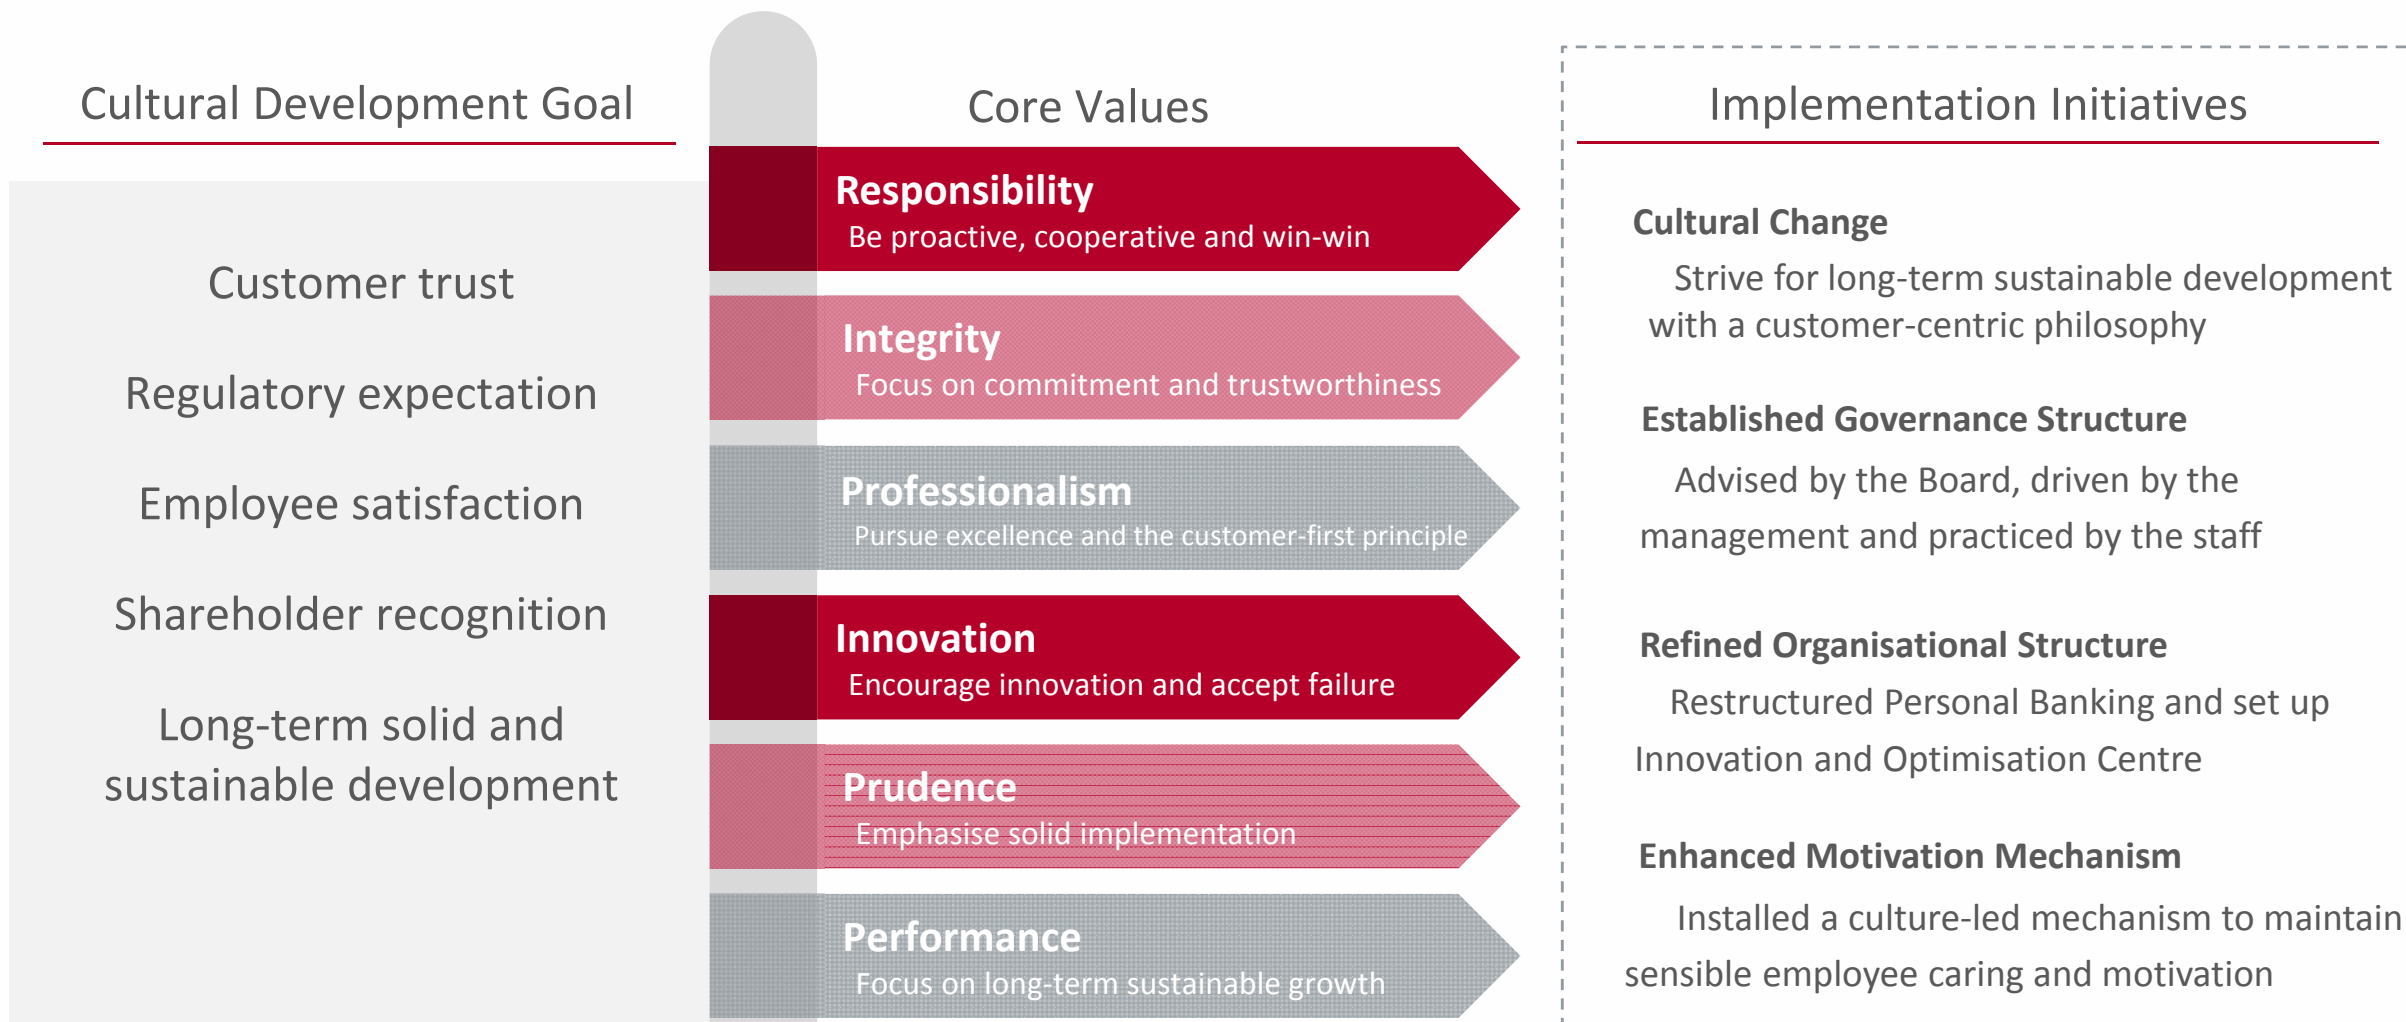 Cultural Development Goal
Customer trust
Regulatory expectation
Employee satisfaction
Shareholder recognition
Long-term solid and
sustainable development
Core Values
Responsibility
Be proactive, cooperative and win-win
Integrity
Focus on commitment and trustworthiness
Professionalism
Pursue excellence and the customer-first principle
Innovation
Encourage innovation and accept failure
Prudence
Emphasise solid implementation
Performance
Focus on long-term sustainable growth
Implementation Initiatives
Cultural Change
Strive for long-term sustainable development
with a customer-centric philosophy
Established Governance Structure
Advised by the Board, driven by the
management and practiced by the staff
Refined Organisational Structure
Restructured Personal Banking and set up
Innovation and Optimisation Centre
Enhanced Motivation Mechanism
Installed a culture-led mechanism to maintain
sensible employee caring and motivation